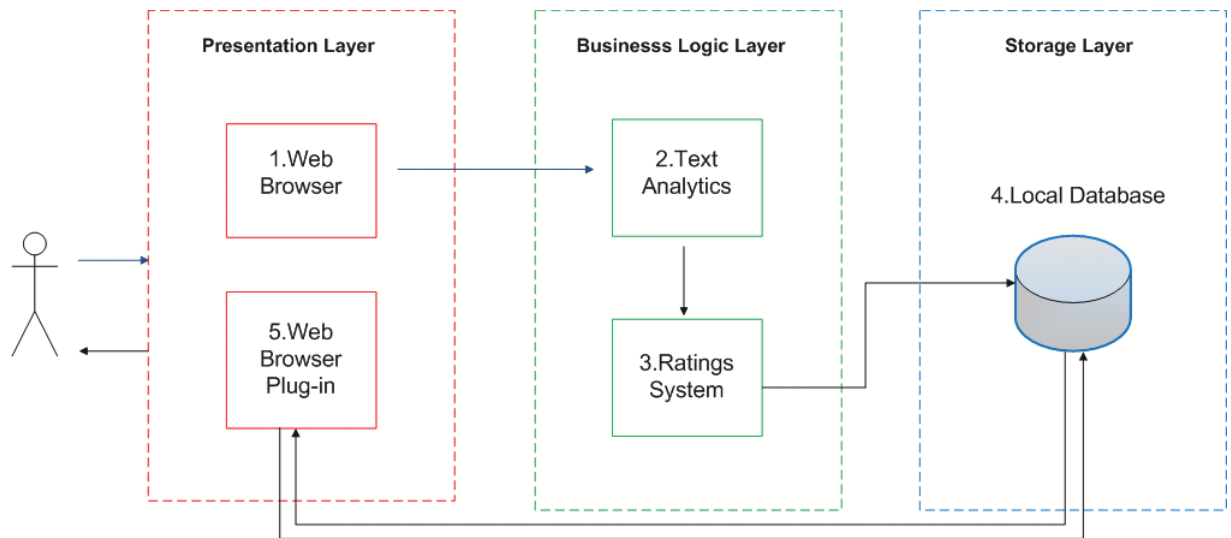 Presentation Layer
Businesss Logic Layer
Storage Layer
1.Web
Browser
2.Text
Analytics
4.Local Database
5.Web
Browser
Plug-in
3.Ratings
System